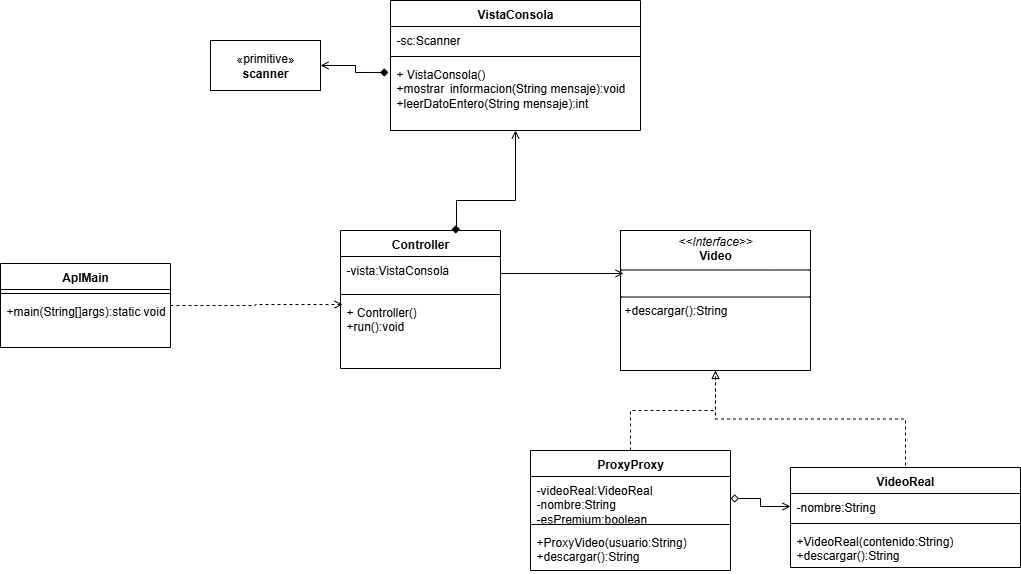 VistaConsola
-sc:Scanner
+ VistaConsola()
+mostrar informacion(String mensaje):void
+leerDatoEntero(String mensaje):int
«primitive»
scanner
Controller
-vista:VistaConsola
+ Controller()
+run():void
<<Interface>>
Video
+descargar():String
AplMain
+main(String[]args):static void
ProxyProxy
-videoReal:VideoReal
-nombre:String
-esPremium:boolean
+ProxyVideo(usuario:String)
+descargar():String
VideoReal
-nombre:String
+VideoReal(contenido:String)
+descargar():String